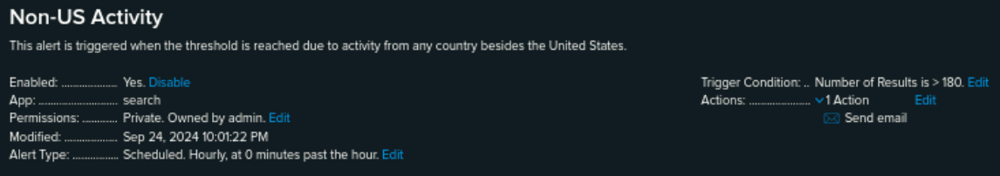 Non-US Activity
This alert is triggered when the threshold is reached due to activity from any country besides the United States.
Enabled: .................... Yes. Disable
App: ............................. search
Permissions: ............ Private. Owned by admin. Edit
Modified: ................... Sep 24, 2024 10:01:22 PM
Alert Type: ................ Scheduled. Hourly, at 0 minutes past the hour. Edit
Trigger Condition: .. Number of Results is > 180. Edit
Actions: ...................... 1 Action Edit
Send email